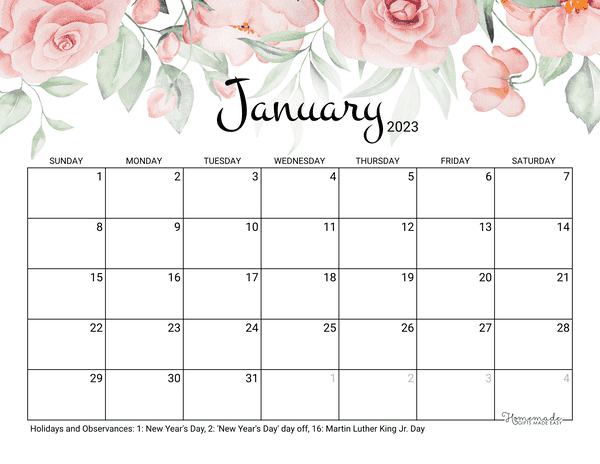 January 2023
SUNDAY MONDAY TUESDAY WEDNESDAY THURSDAY FRIDAY SATURDAY
1 2 3 4 5 6 7
8 9 10 11 12 13 14
15 16 17 18 19 20 21
22 23 24 25 26 27 28
29 30 31 1 2 3 4
Homemade
GIFTS MADE EASY
Holidays and Observances: 1: New Year's Day, 2: 'New Year's Day' day off, 16: Martin Luther King Jr. Day